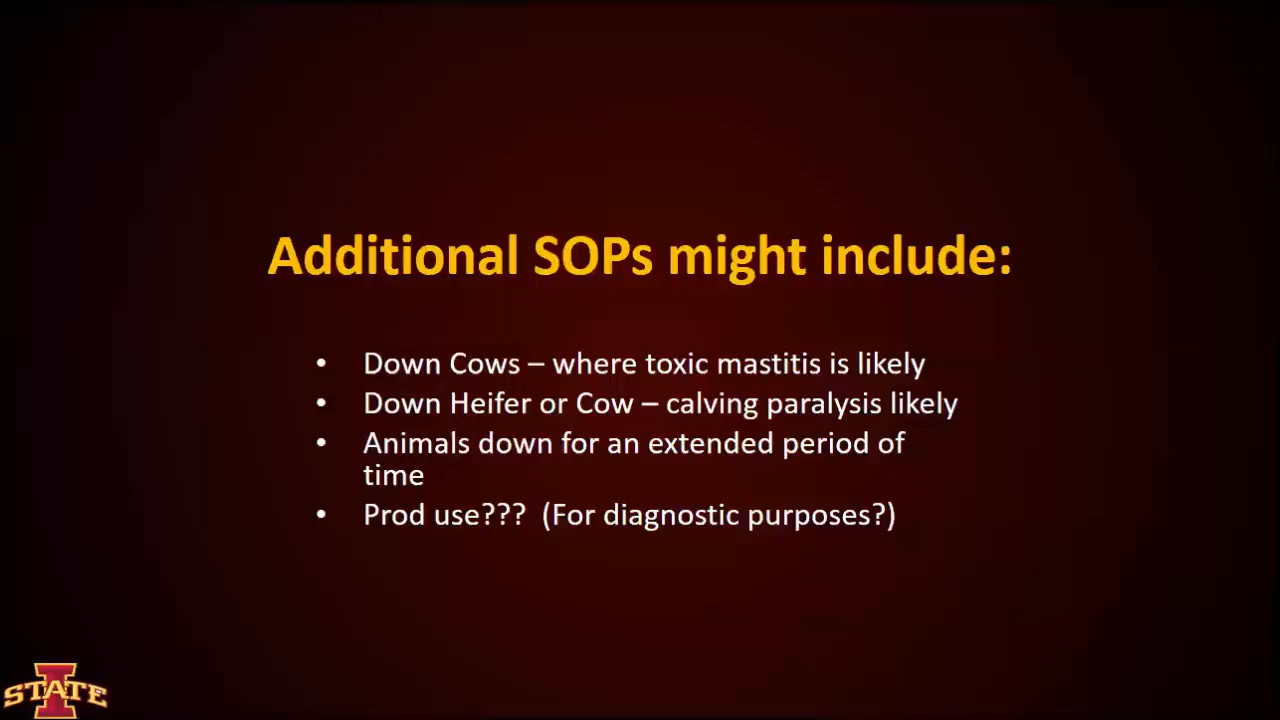 Additional SOPs might include:
• Down Cows – where toxic mastitis is likely
• Down Heifer or Cow – calving paralysis likely
• Animals down for an extended period of
time
• Prod use??? (For diagnostic purposes?)
STATE